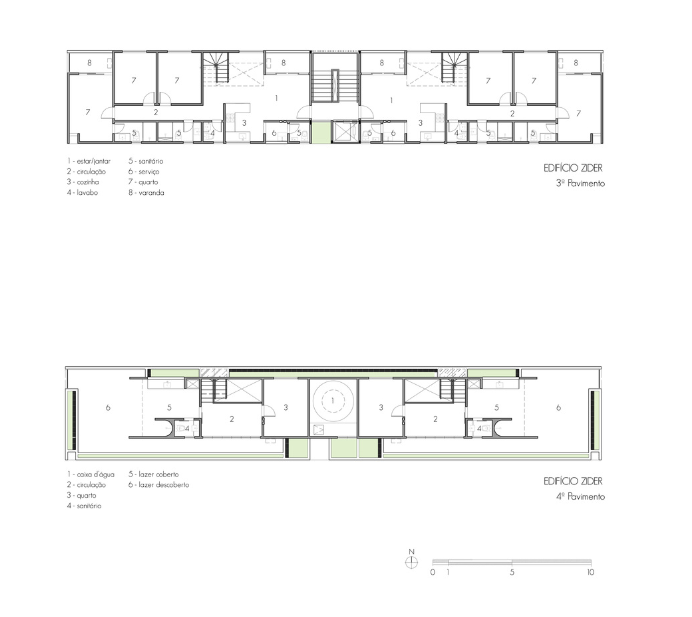 8 7 7 8 8 7 7 8
7 2 1 1 2 7
5 5 4 3 6 5 5 6 3 4 5 5
1 - estar/jantar 5 - sanitário
2 - circulação 6 - serviço
3 - cozinha 7 - quarto
4 - lavabo 8 - varanda
EDIFÍCIO ZIDER
3º Pavimento
6 5 2 3 1 3 2 5 6
4 4
1 - caixa d'água 5 - lazer coberto
2 - circulação 6 - lazer descoberto
3 - quarto
4 - sanitário
EDIFÍCIO ZIDER
4º Pavimento
N
0 1 5 10